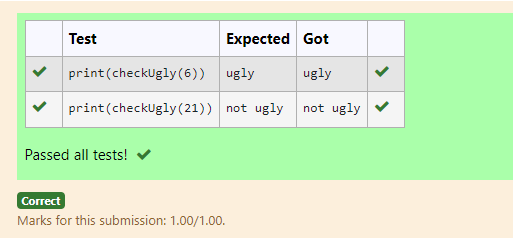 Test Expected Got
print(checkUgly(6)) ugly ugly
print(checkUgly(21)) not ugly not ugly
Passed all tests!
Correct
Marks for this submission: 1.00/1.00.